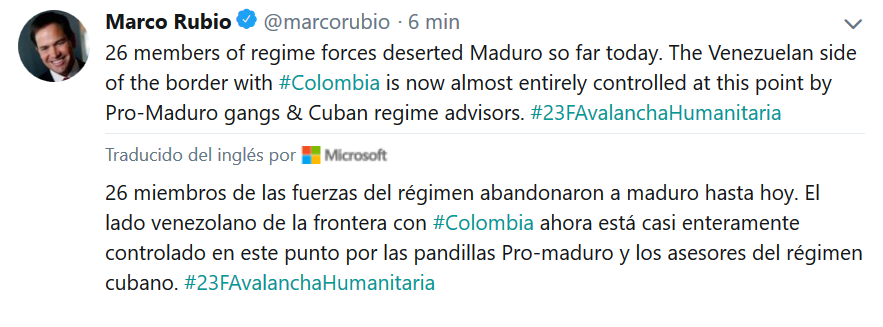 Marco Rubio @marcorubio · 6 min
26 members of regime forces deserted Maduro so far today. The Venezuelan side
of the border with #Colombia is now almost entirely controlled at this point by
Pro-Maduro gangs & Cuban regime advisors. #23FAvalanchaHumanitaria
Traducido del inglés por Microsoft
26 miembros de las fuerzas del régimen abandonaron a maduro hasta hoy. El
lado venezolano de la frontera con #Colombia ahora está casi enteramente
controlado en este punto por las pandillas Pro-maduro y los asesores del régimen
cubano. #23FAvalanchaHumanitaria